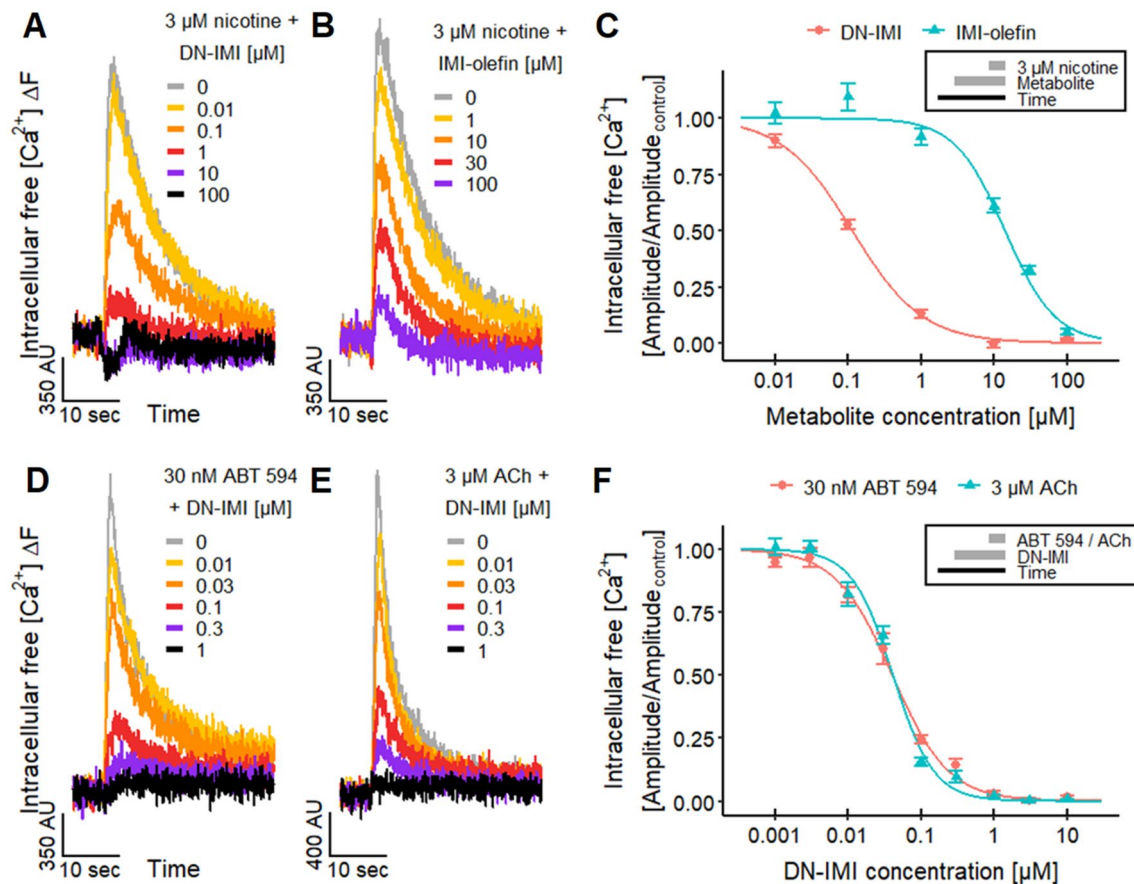 A
3 µM nicotine +
DN-IMI [µM]
0
0.01
0.1
1
10
100
Intracellular free [Ca²⁺] ΔF
350 AU
10 sec
Time
B
3 µM nicotine +
IMI-olefin [µM]
0
1
10
30
100
350 AU
10 sec
C
DN-IMI
IMI-olefin
3 µM nicotine
Metabolite
Time
Intracellular free [Ca²⁺]
[Amplitude/Amplitude control]
1.00
0.75
0.50
0.25
0.00
0.01
0.1
1
10
100
Metabolite concentration [µM]
D
30 nM ABT 594
+ DN-IMI [µM]
0
0.01
0.03
0.1
0.3
1
Intracellular free [Ca²⁺] ΔF
350 AU
10 sec
Time
E
3 µM ACh +
DN-IMI [µM]
0
0.01
0.03
0.1
0.3
1
400 AU
10 sec
F
30 nM ABT 594
3 µM ACh
ABT 594 / ACh
DN-IMI
Time
Intracellular free [Ca²⁺]
[Amplitude/Amplitude control]
1.00
0.75
0.50
0.25
0.00
0.001
0.01
0.1
1
10
DN-IMI concentration [µM]